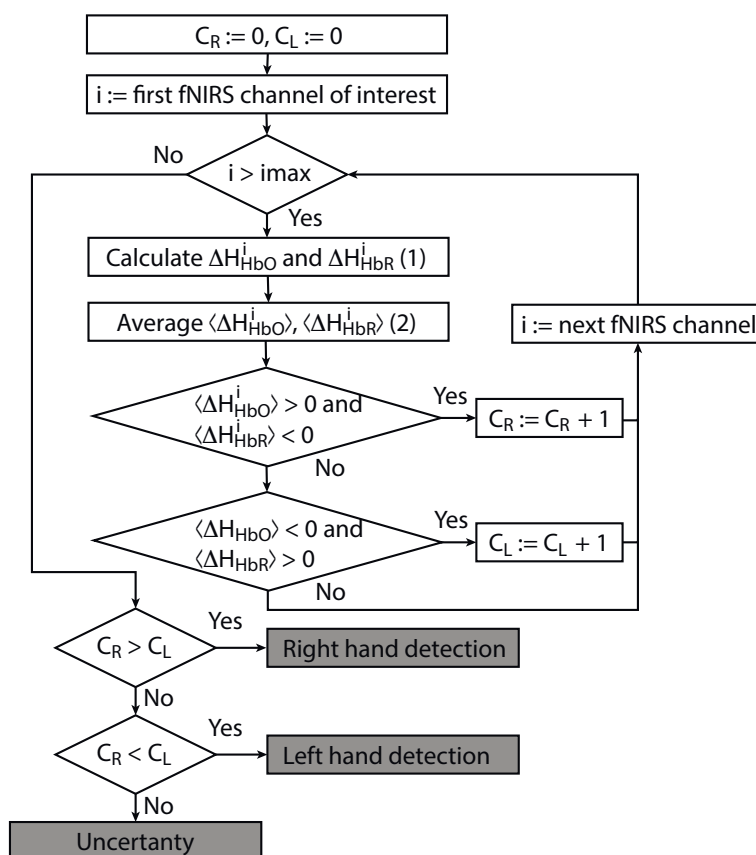 C_R := 0, C_L := 0
i := first fNIRS channel of interest
No
i > imax
Yes
Calculate ΔH^i_HbO and ΔH^i_HbR (1)
Average ⟨ΔH^i_HbO⟩, ⟨ΔH^i_HbR⟩ (2)
i := next fNIRS channel
⟨ΔH^i_HbO⟩ > 0 and
⟨ΔH^i_HbR⟩ < 0
Yes
C_R := C_R + 1
No
⟨ΔH_HbO⟩ < 0 and
⟨ΔH_HbR⟩ > 0
Yes
C_L := C_L + 1
No
C_R > C_L
Yes
Right hand detection
No
C_R < C_L
Yes
Left hand detection
No
Uncertanty